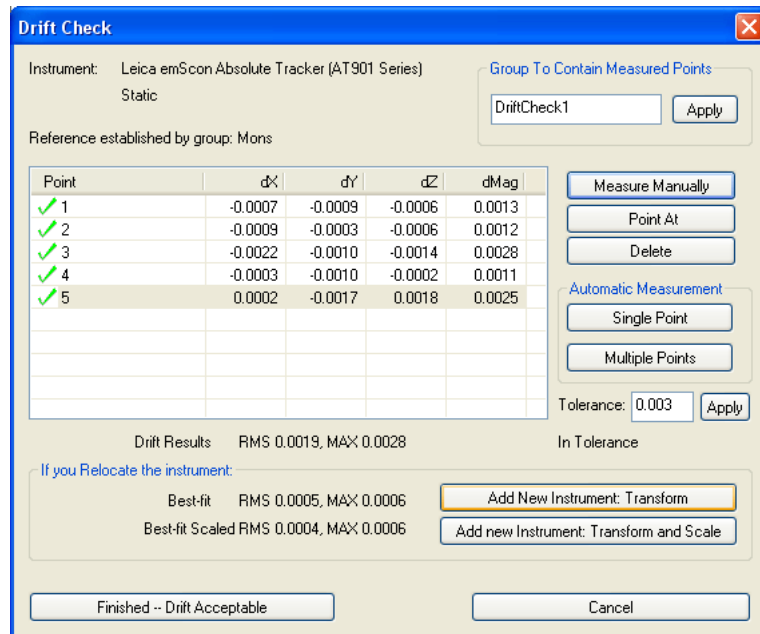 Drift Check
Instrument: Leica emScon Absolute Tracker (AT901 Series)
Static
Group To Contain Measured Points
DriftCheck1 Apply
Reference established by group: Mons
Point dX dY dZ dMag
1 -0.0007 -0.0009 -0.0006 0.0013
2 -0.0009 -0.0003 -0.0006 0.0012
3 -0.0022 -0.0010 -0.0014 0.0028
4 -0.0003 -0.0010 -0.0002 0.0011
5 0.0002 -0.0017 0.0018 0.0025
Measure Manually
Point At
Delete
Automatic Measurement
Single Point
Multiple Points
Tolerance: 0.003 Apply
Drift Results RMS 0.0019, MAX 0.0028 In Tolerance
If you Relocate the instrument:
Best-fit RMS 0.0005, MAX 0.0006 Add New Instrument: Transform
Best-fit Scaled RMS 0.0004, MAX 0.0006 Add new Instrument: Transform and Scale
Finished -- Drift Acceptable Cancel